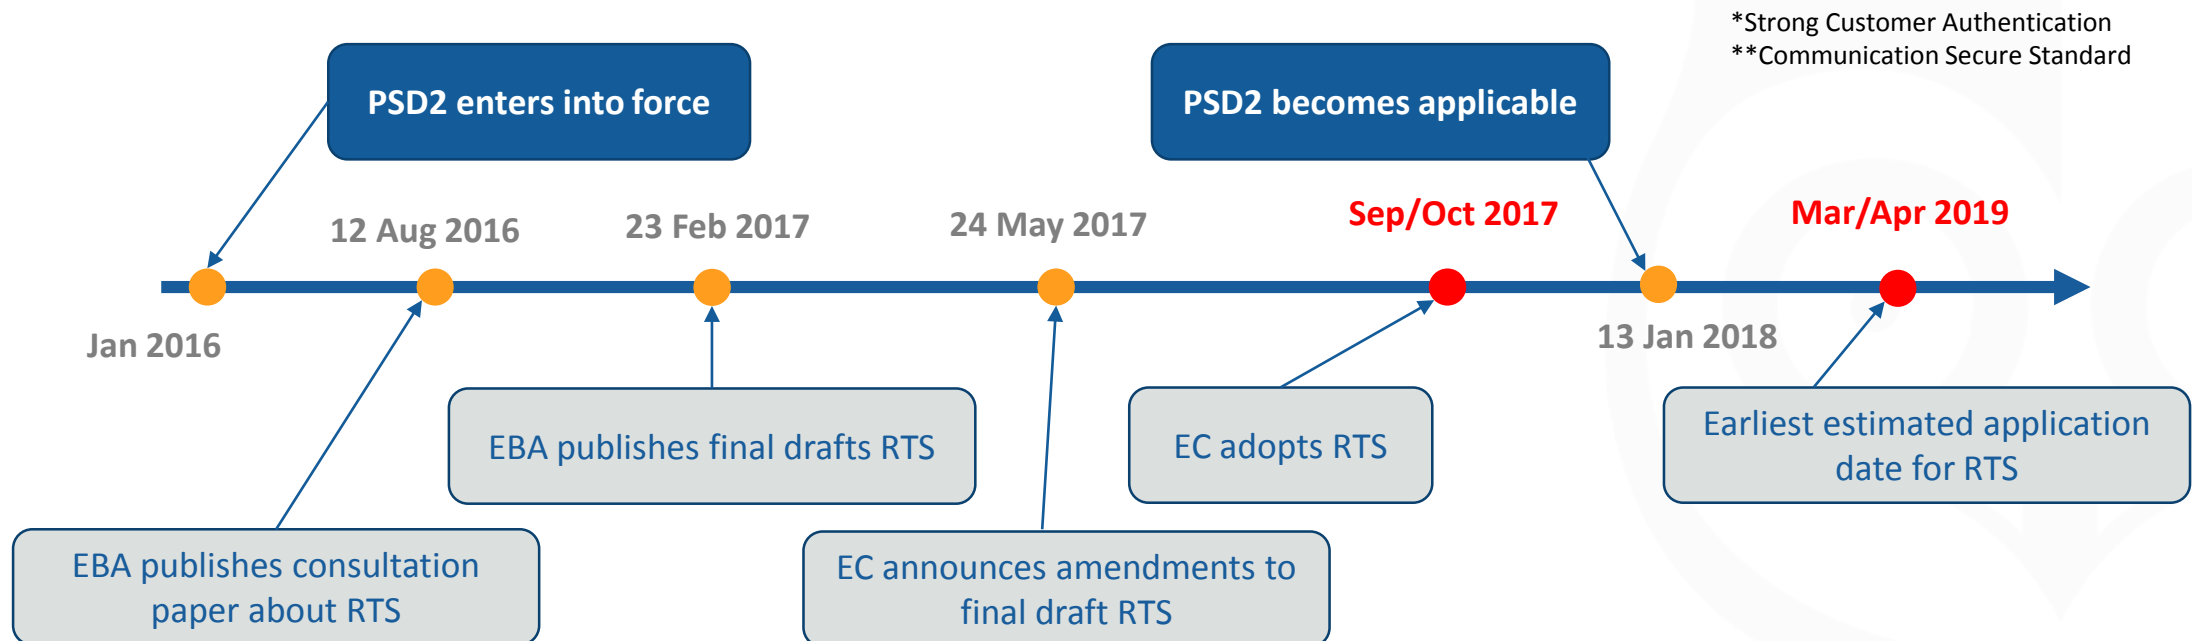 *Strong Customer Authentication
**Communication Secure Standard
PSD2 enters into force
PSD2 becomes applicable
12 Aug 2016
23 Feb 2017
24 May 2017
Sep/Oct 2017
Mar/Apr 2019
Jan 2016
13 Jan 2018
EBA publishes final drafts RTS
EC adopts RTS
Earliest estimated application
date for RTS
EBA publishes consultation
paper about RTS
EC announces amendments to
final draft RTS